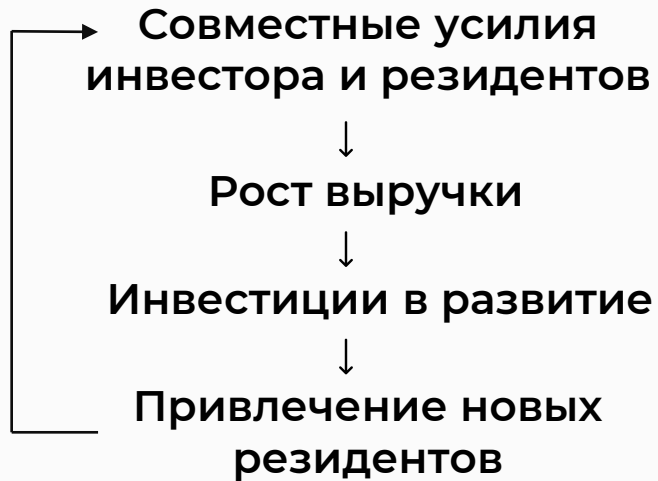 Совместные усилия
инвестора и резидентов
↓
Рост выручки
↓
Инвестиции в развитие
↓
Привлечение новых
резидентов